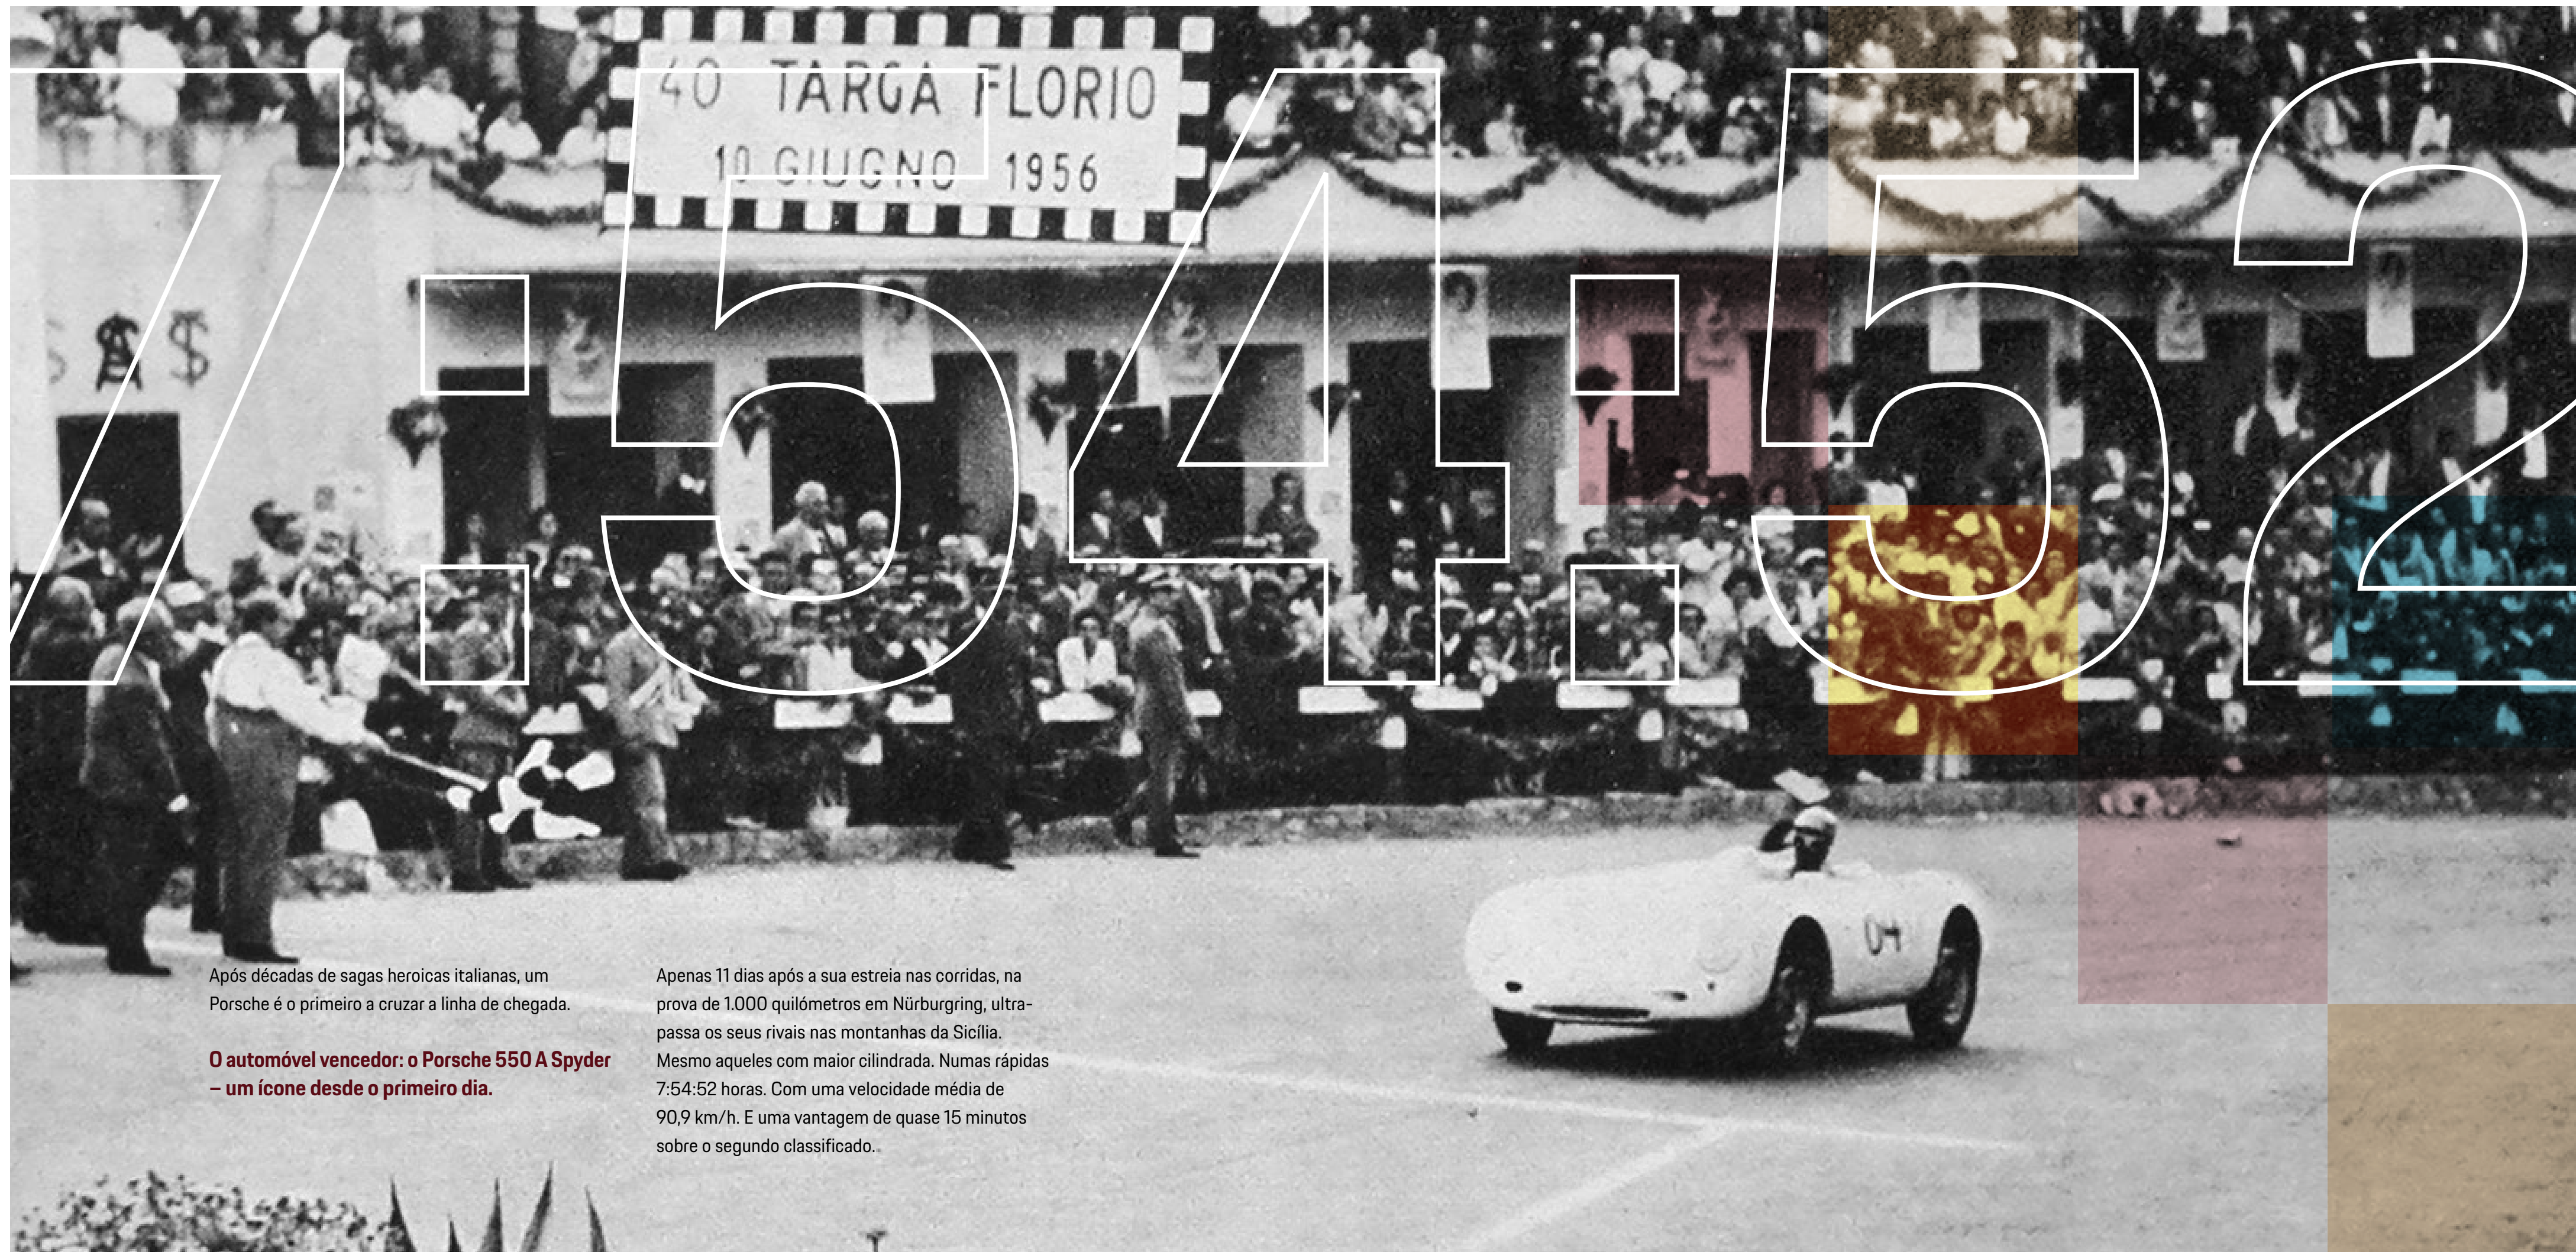 40 TARGA FLORIO
10 GIUGNO 1956
7:54:52
04
Após décadas de sagas heroicas italianas, um
Porsche é o primeiro a cruzar a linha de chegada.
O automóvel vencedor: o Porsche 550 A Spyder
– um ícone desde o primeiro dia.
Apenas 11 dias após a sua estreia nas corridas, na
prova de 1.000 quilómetros em Nürburgring, ultra-
passa os seus rivais nas montanhas da Sicília.
Mesmo aqueles com maior cilindrada. Numas rápidas
7:54:52 horas. Com uma velocidade média de
90,9 km/h. E uma vantagem de quase 15 minutos
sobre o segundo classificado.